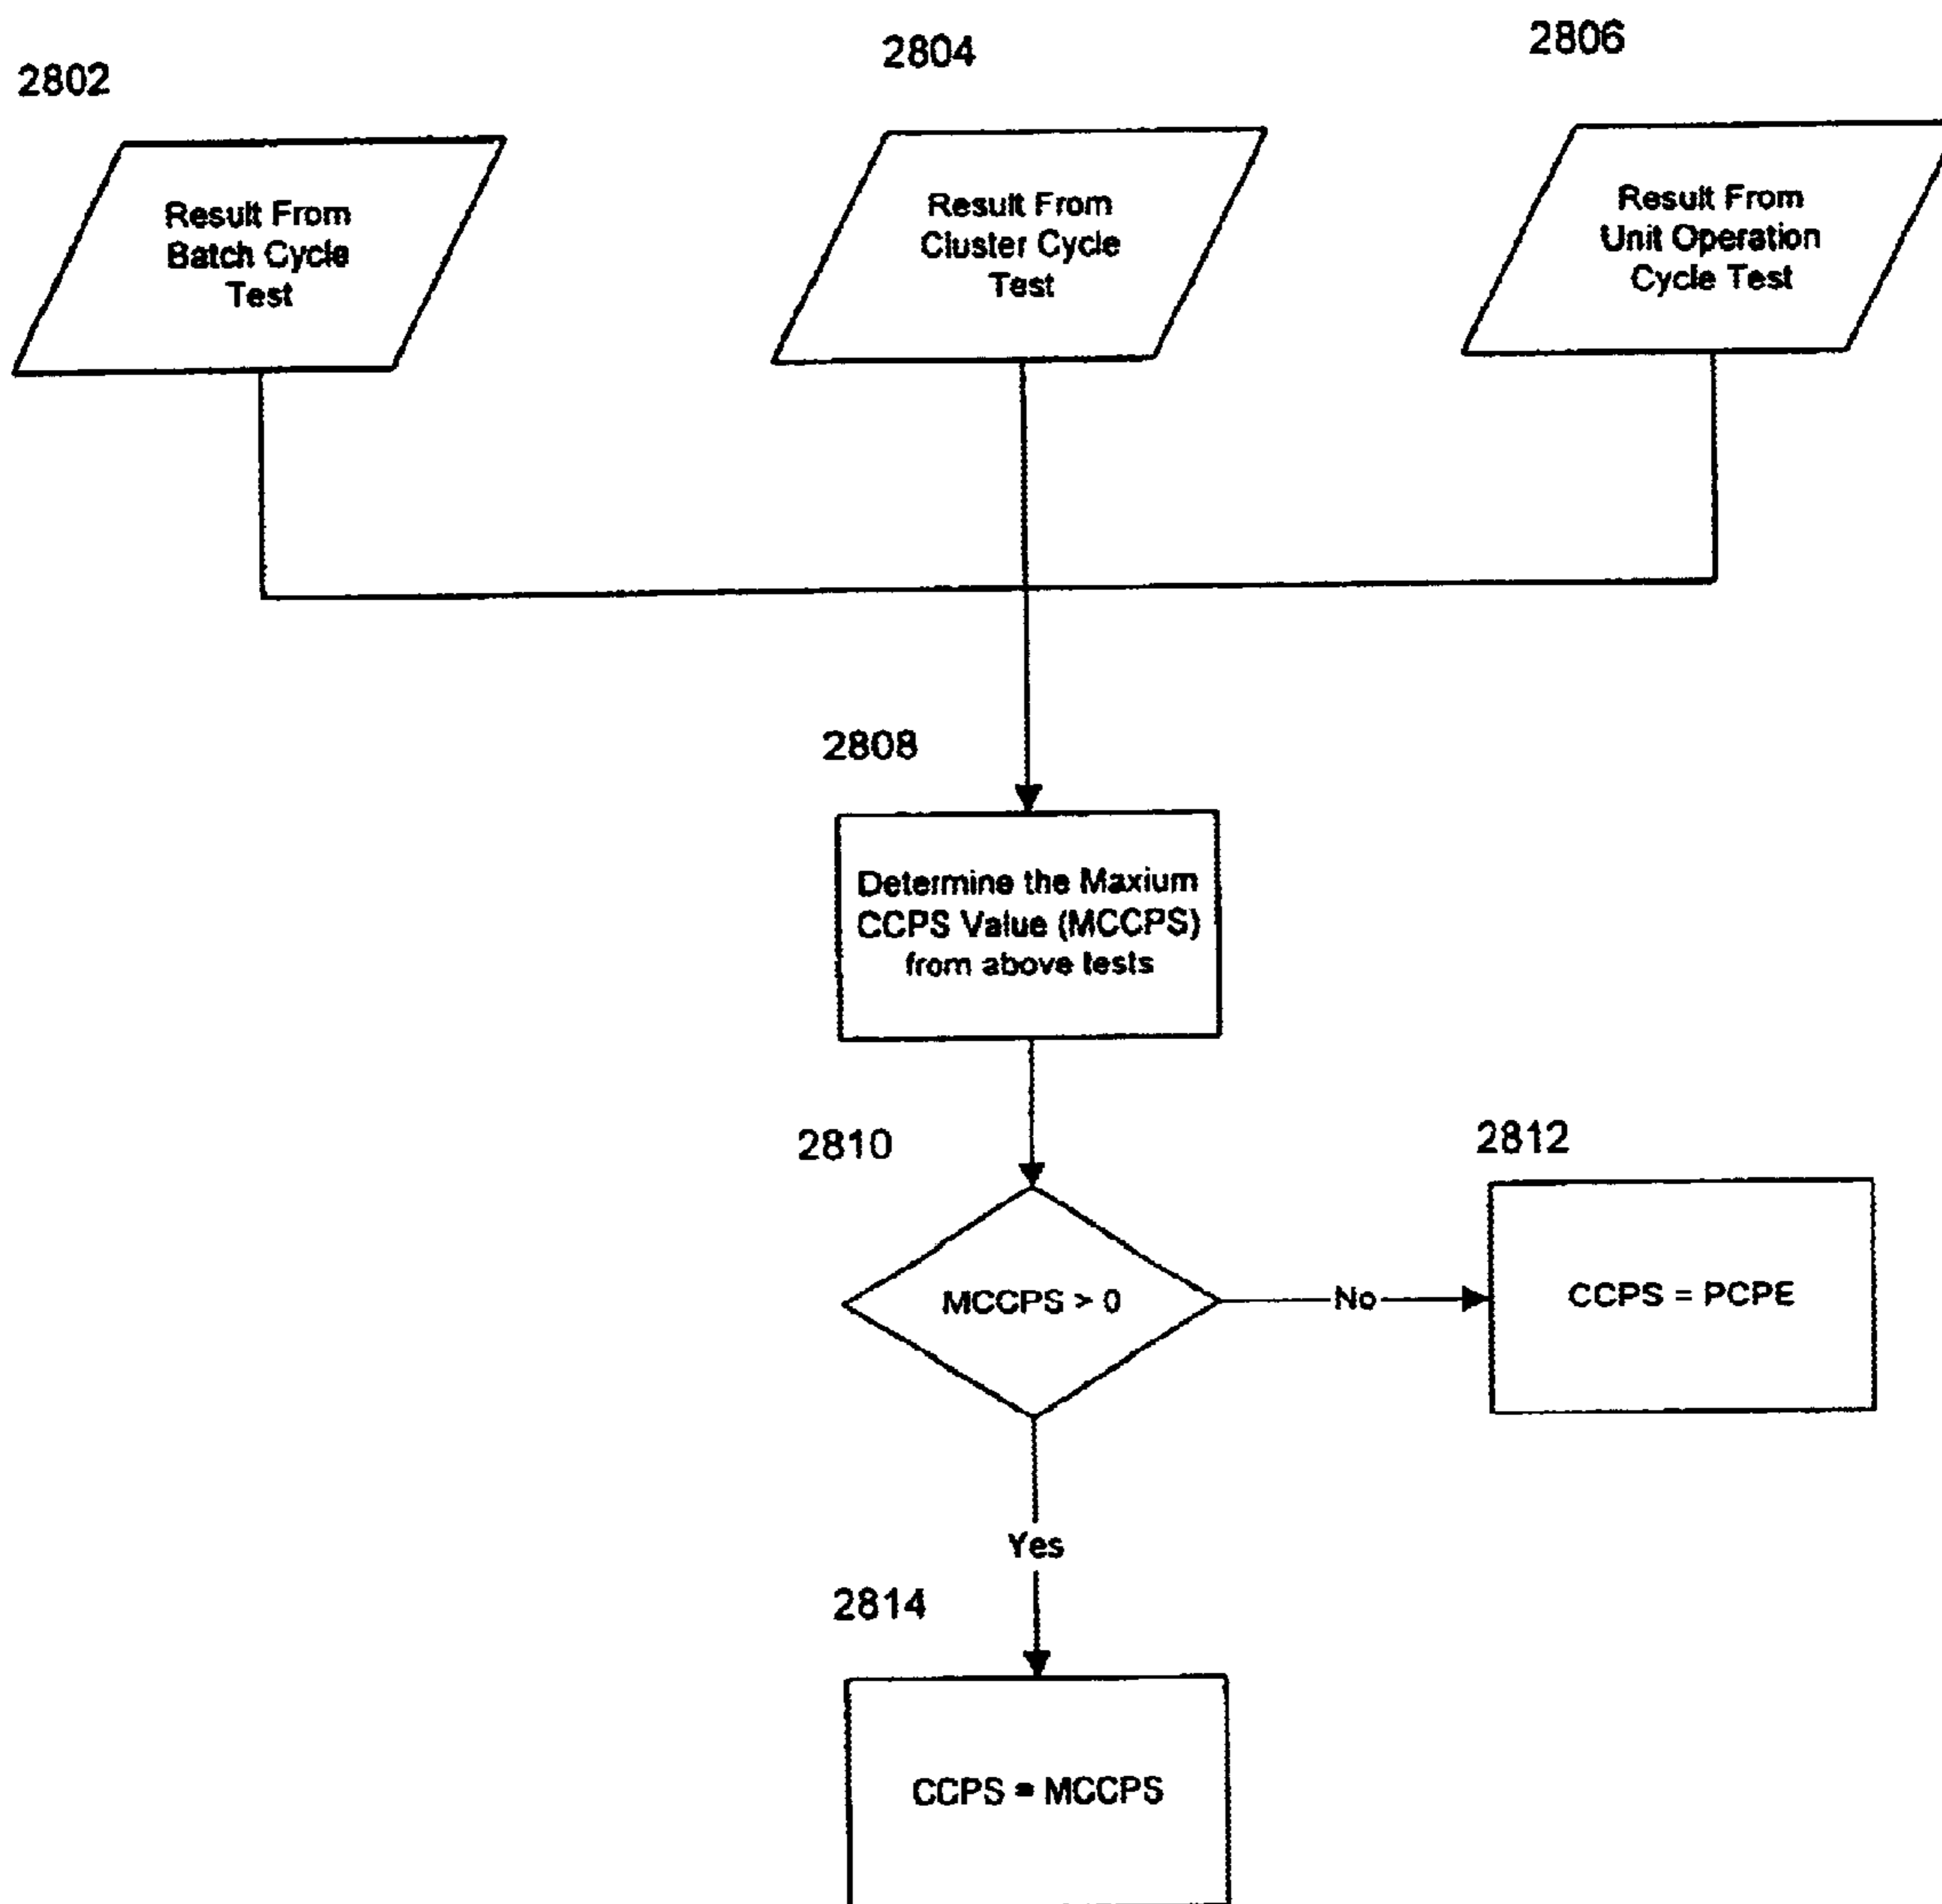 2802
2804
2806
Result From
Batch Cycle
Test
Result From
Cluster Cycle
Test
Result From
Unit Operation
Cycle Test
2808
Determine the Maxium
CCPS Value (MCCPS)
from above tests
2810
2812
MCCPS > 0
No
CCPS = PCPE
Yes
2814
CCPS = MCCPS